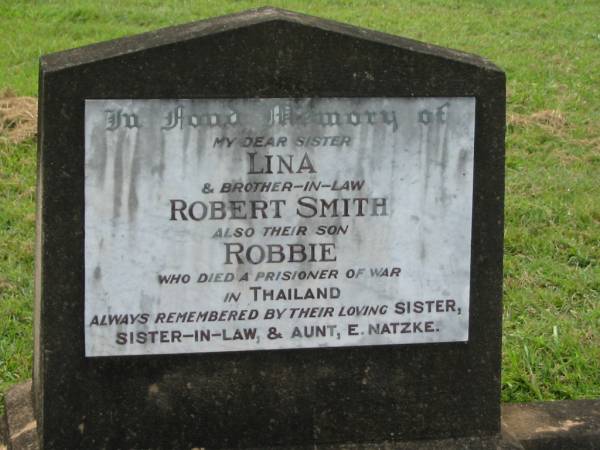 In Fond Memory of
MY DEAR SISTER
LINA
& BROTHER-IN-LAW
ROBERT SMITH
ALSO THEIR SON
ROBBIE
WHO DIED A PRISIONER OF WAR
IN THAILAND
ALWAYS REMEMBERED BY THEIR LOVING SISTER,
SISTER-IN-LAW, & AUNT, E. NATZKE.